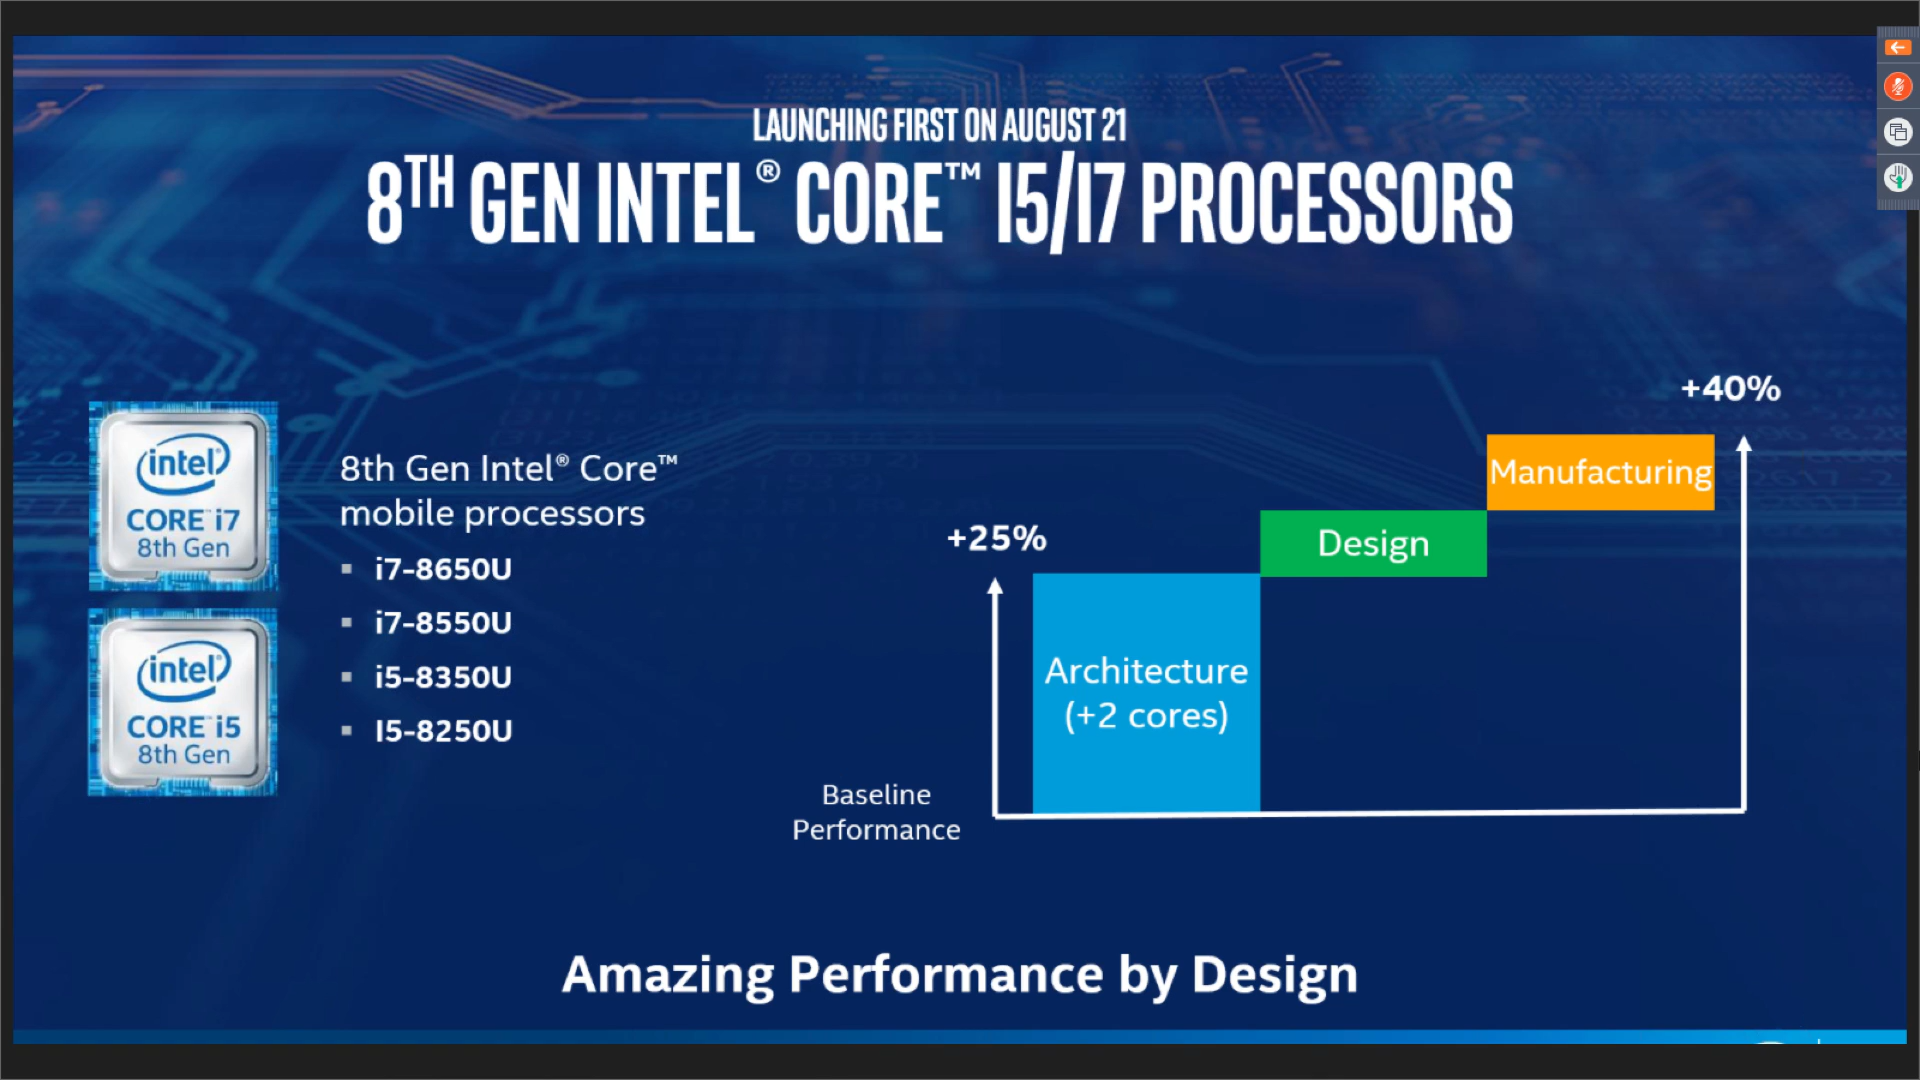 LAUNCHING FIRST ON AUGUST 21
8TH GEN INTEL® CORE™ I5/I7 PROCESSORS
intel®
CORE™ i7
8th Gen
intel®
CORE™ i5
8th Gen
8th Gen Intel® Core™
mobile processors
▪ i7-8650U
▪ i7-8550U
▪ i5-8350U
▪ I5-8250U
+25%
+40%
Manufacturing
Design
Architecture
(+2 cores)
Baseline
Performance
Amazing Performance by Design